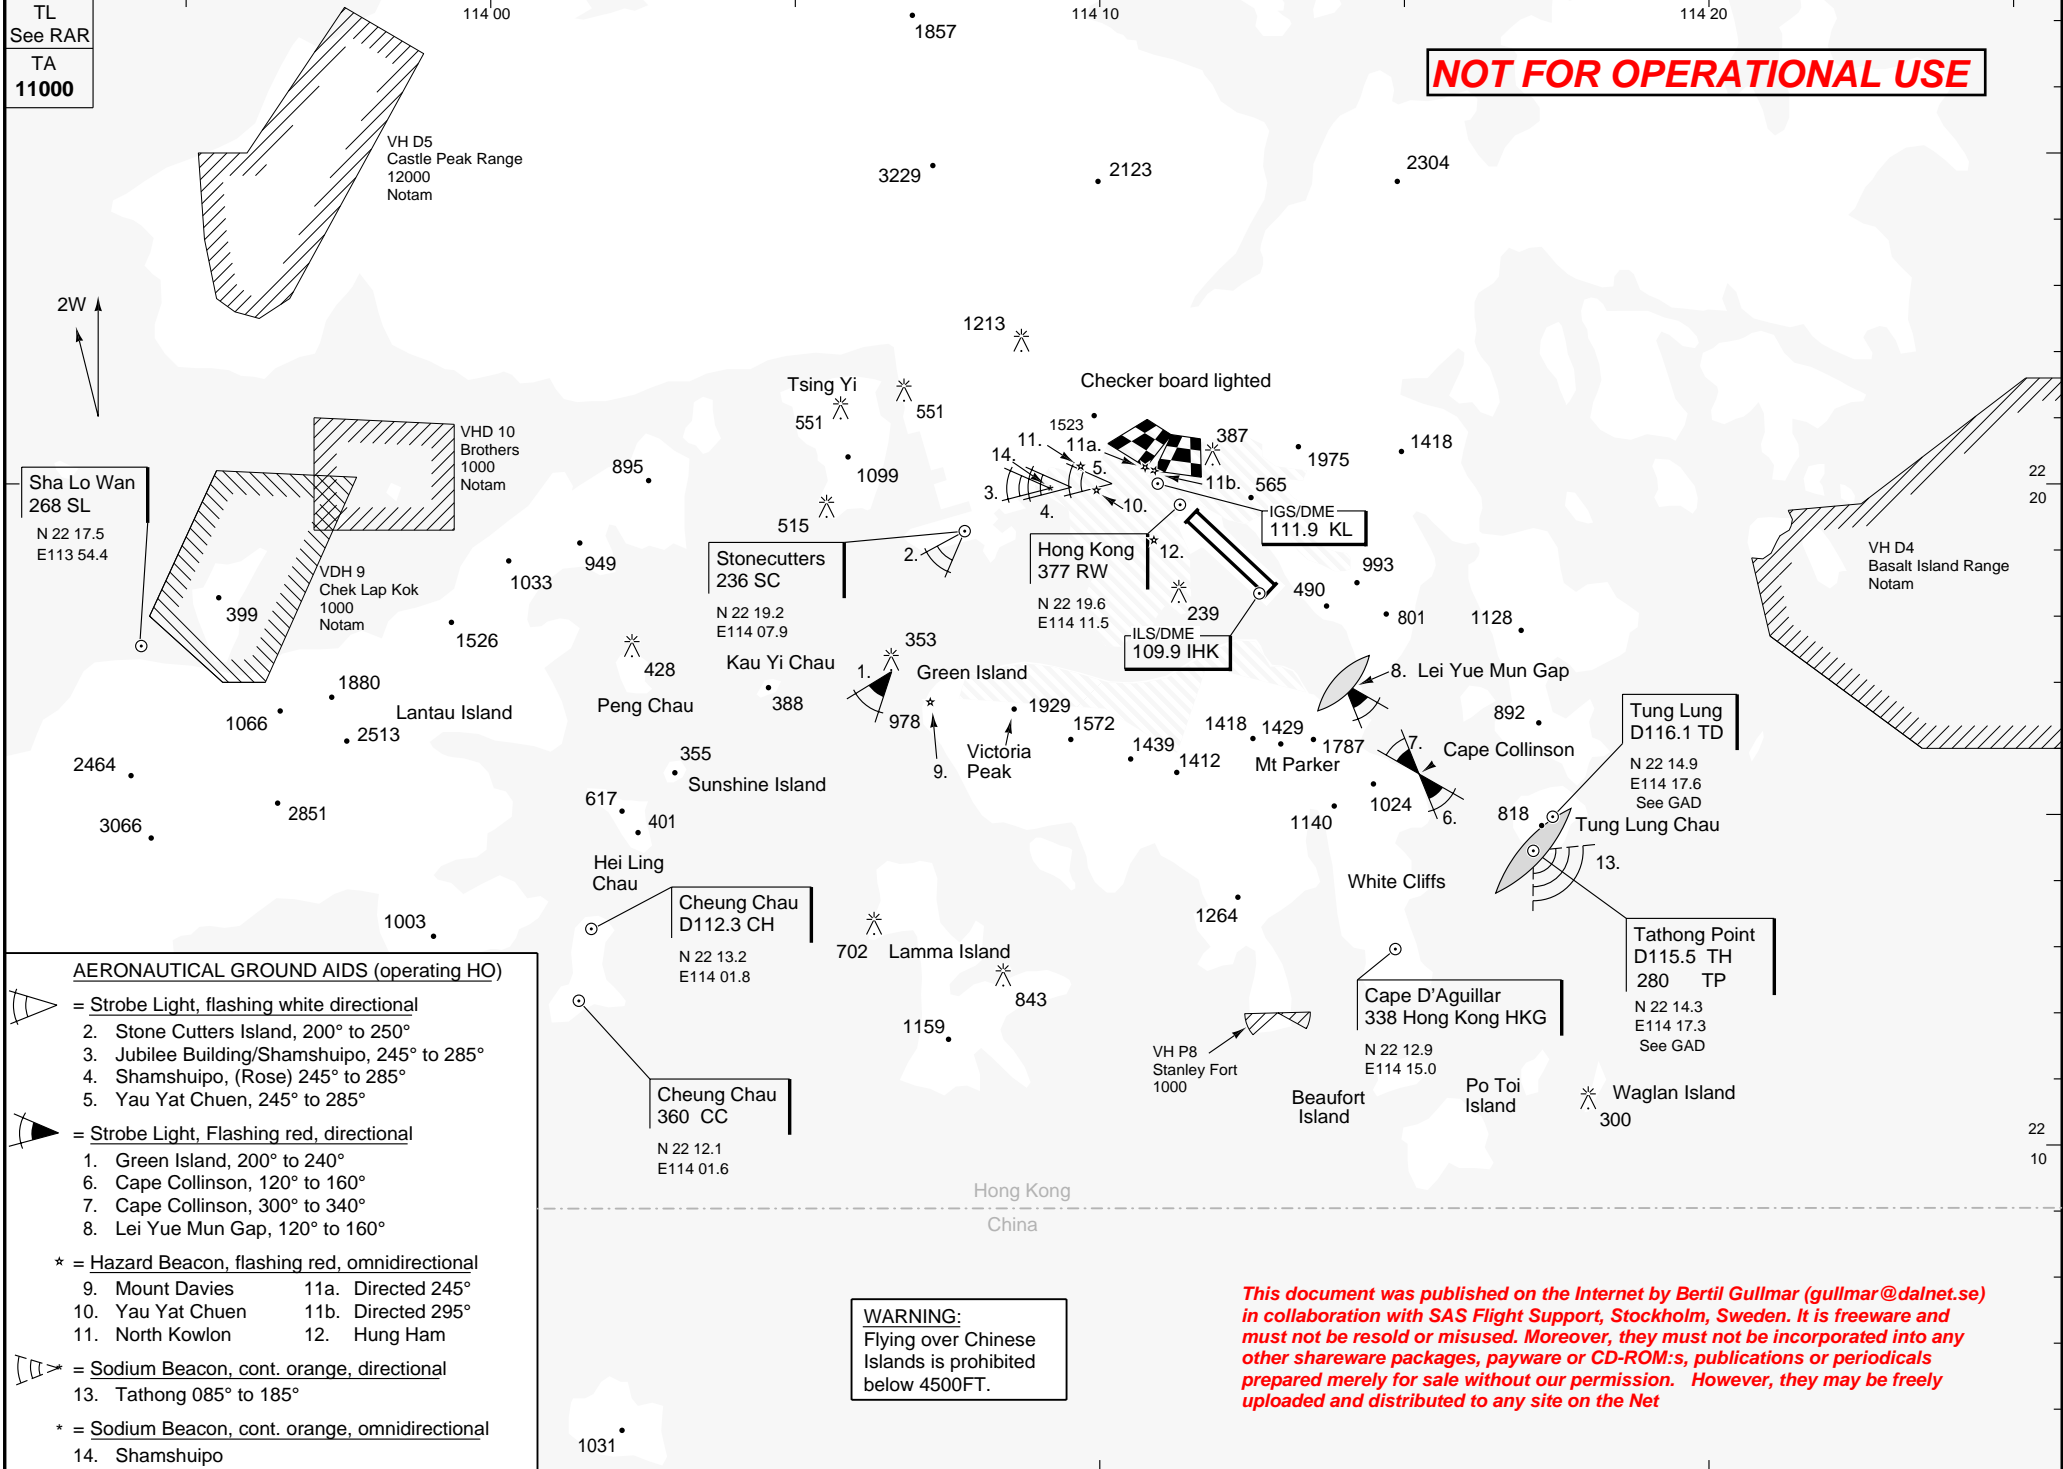 TL
See RAR
TA
11000
114 00
114 10
114 20
NOT FOR OPERATIONAL USE
1857
VH D5
Castle Peak Range
12000
Notam
3229
2123
2304
2W
1213
Tsing Yi
551
551
Checker board lighted
1523
387
11.
11a.
14.
5.
3.
4.
10.
11b.
565
1975
1418
VHD 10
Brothers
1000
Notam
895
1099
515
22
20
Sha Lo Wan
268 SL
N 22 17.5
E113 54.4
IGS/DME
111.9 KL
Stonecutters
236 SC
N 22 19.2
E114 07.9
2.
Hong Kong
377 RW
N 22 19.6
E114 11.5
12.
239
ILS/DME
109.9 IHK
949
1033
VDH 9
Chek Lap Kok
1000
Notam
399
1526
993
490
801
1128
VH D4
Basalt Island Range
Notam
428
Peng Chau
Kau Yi Chau
388
353
1.
Green Island
978
9.
8. Lei Yue Mun Gap
1880
1066
2513
Lantau Island
2464
3066
2851
355
Sunshine Island
617
401
Hei Ling
Chau
1929
Victoria
Peak
1572
1439
1412
1418
1429
1787
Mt Parker
7.
Cape Collinson
6.
1024
1140
892
Tung Lung
D116.1 TD
N 22 14.9
E114 17.6
See GAD
818
Tung Lung Chau
13.
White Cliffs
1264
1003
Cheung Chau
D112.3 CH
N 22 13.2
E114 01.8
702
Lamma Island
843
1159
Tathong Point
D115.5 TH
280 TP
N 22 14.3
E114 17.3
See GAD
Cape D'Aguillar
338 Hong Kong HKG
N 22 12.9
E114 15.0
VH P8
Stanley Fort
1000
Beaufort
Island
Po Toi
Island
Waglan Island
300
Cheung Chau
360 CC
N 22 12.1
E114 01.6
22
10
Hong Kong
China
AERONAUTICAL GROUND AIDS (operating HO)
= Strobe Light, flashing white directional
2. Stone Cutters Island, 200° to 250°
3. Jubilee Building/Shamshuipo, 245° to 285°
4. Shamshuipo, (Rose) 245° to 285°
5. Yau Yat Chuen, 245° to 285°
= Strobe Light, Flashing red, directional
1. Green Island, 200° to 240°
6. Cape Collinson, 120° to 160°
7. Cape Collinson, 300° to 340°
8. Lei Yue Mun Gap, 120° to 160°
= Hazard Beacon, flashing red, omnidirectional
9. Mount Davies 11a. Directed 245°
10. Yau Yat Chuen 11b. Directed 295°
11. North Kowlon 12. Hung Ham
= Sodium Beacon, cont. orange, directional
13. Tathong 085° to 185°
* = Sodium Beacon, cont. orange, omnidirectional
14. Shamshuipo
1031
WARNING:
Flying over Chinese
Islands is prohibited
below 4500FT.
This document was published on the Internet by Bertil Gullmar (gullmar@dalnet.se)
in collaboration with SAS Flight Support, Stockholm, Sweden. It is freeware and
must not be resold or misused. Moreover, they must not be incorporated into any
other shareware packages, payware or CD-ROM:s, publications or periodicals
prepared merely for sale without our permission. However, they may be freely
uploaded and distributed to any site on the Net